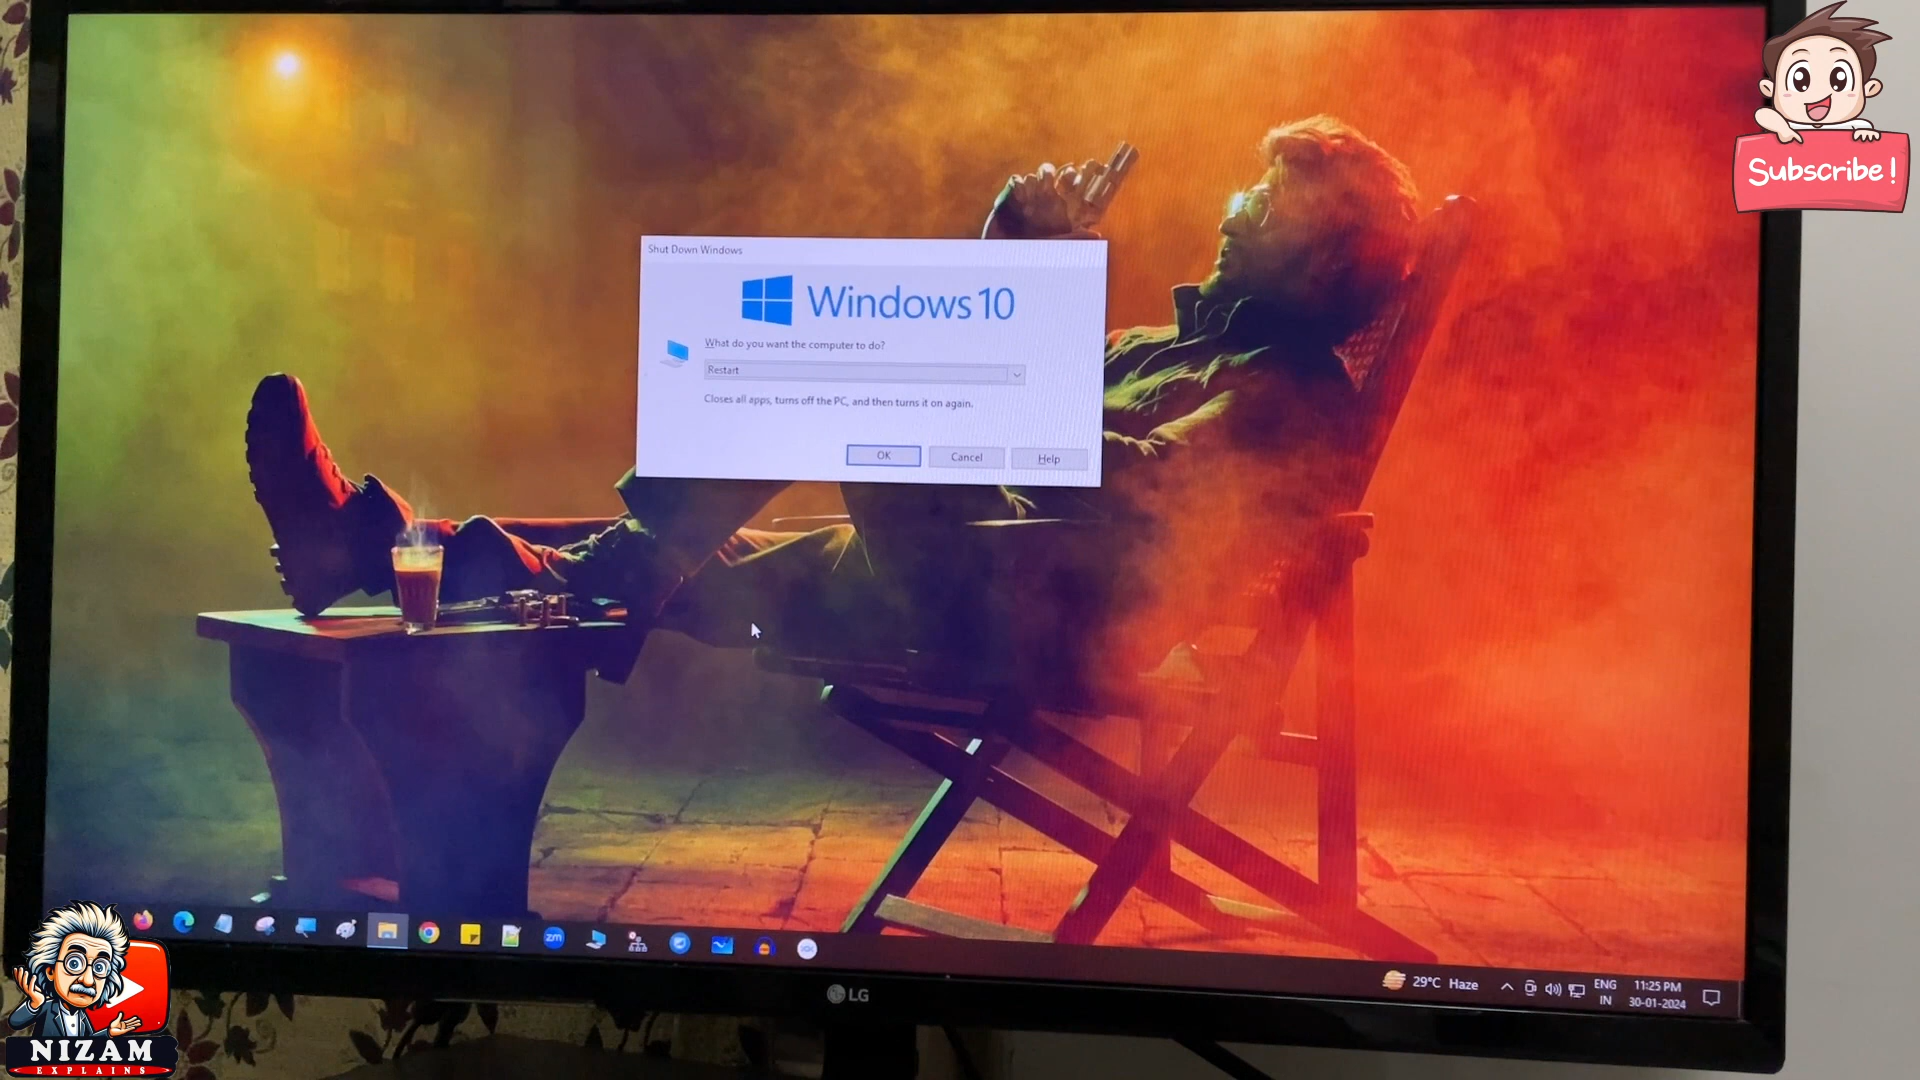 Subscribe!
Shut Down Windows
Windows 10
What do you want the computer to do?
Restart
Closes all apps, turns off the PC, and then turns it on again.
OK
Cancel
Help
zm
29°C Haze
ENG
IN
11:25 PM
30-01-2024
LG
NIZAM
EXPLAINS